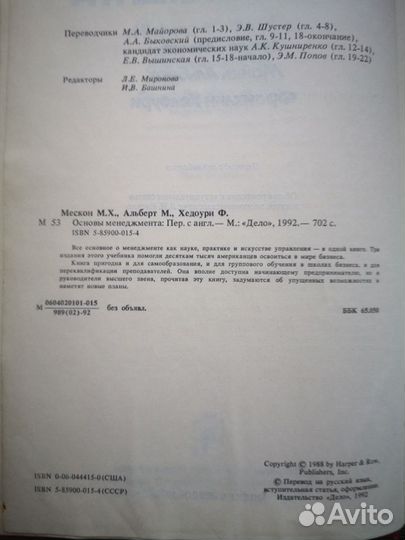 Переводчики М.А. Майорова (гл. 1-3), Э.В. Шустер (гл. 4-8),
А.А. Быховский (предисловие, гл. 9-11, 18-окончание),
кандидат экономических наук А.К. Кушниренко (гл. 12-14),
Е.В. Вышинская (гл. 15-18-начало), Э.М. Попов (гл. 19-22)
Редакторы Л.Е. Миронова
И.В. Башнина
Мескон М.Х., Альберт М., Хедоури Ф.
М 53 Основы менеджмента: Пер. с англ.— М.: «Дело», 1992.— 702 с.
ISBN 5-85900-015-4
Все основное о менеджменте как науке, практике и искусстве управления — в одной книге. Три
издания этого учебника помогли десяткам тысяч американцев освоиться в мире бизнеса.
Книга пригодна и для самообразования, и для группового обучения в школах бизнеса, и для
переквалификации преподавателей. Она вполне доступна начинающему предпринимателю, но и
руководители высшего звена, прочитав эту книгу, задумаются об упущенных возможностях и
наметят новые планы.
М 0604020101-015
989(02)-92 без объявл. ББК 65.050
Copyright © 1988 by Harper & Row.
Publishers, Inc.
© Перевод на русский язык,
вступительная статья, оформление.
Издательство «Дело», 1992
ISBN 0-06-044415-0 (США)
ISBN 5-85900-015-4 (СССР)
Avito